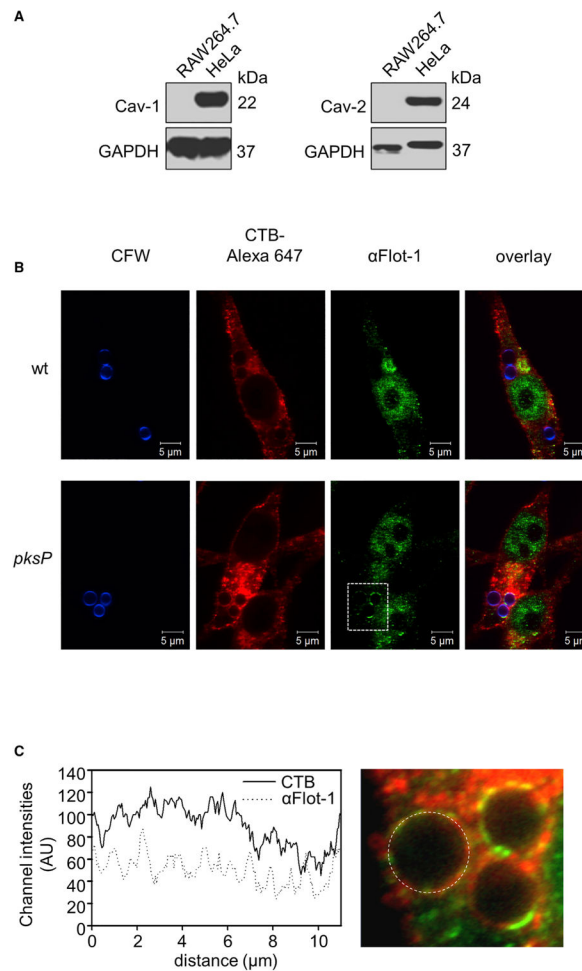 A
RAW264.7
HeLa
kDa
Cav-1
22
GAPDH
37
RAW264.7
HeLa
kDa
Cav-2
24
GAPDH
37
B
CFW
CTB-
Alexa 647
αFlot-1
overlay
wt
5 µm
5 µm
5 µm
5 µm
pksP
5 µm
5 µm
5 µm
5 µm
C
Channel intensities
(AU)
140
120
100
80
60
40
20
0
CTB
αFlot-1
0 2 4 6 8 10
distance (µm)